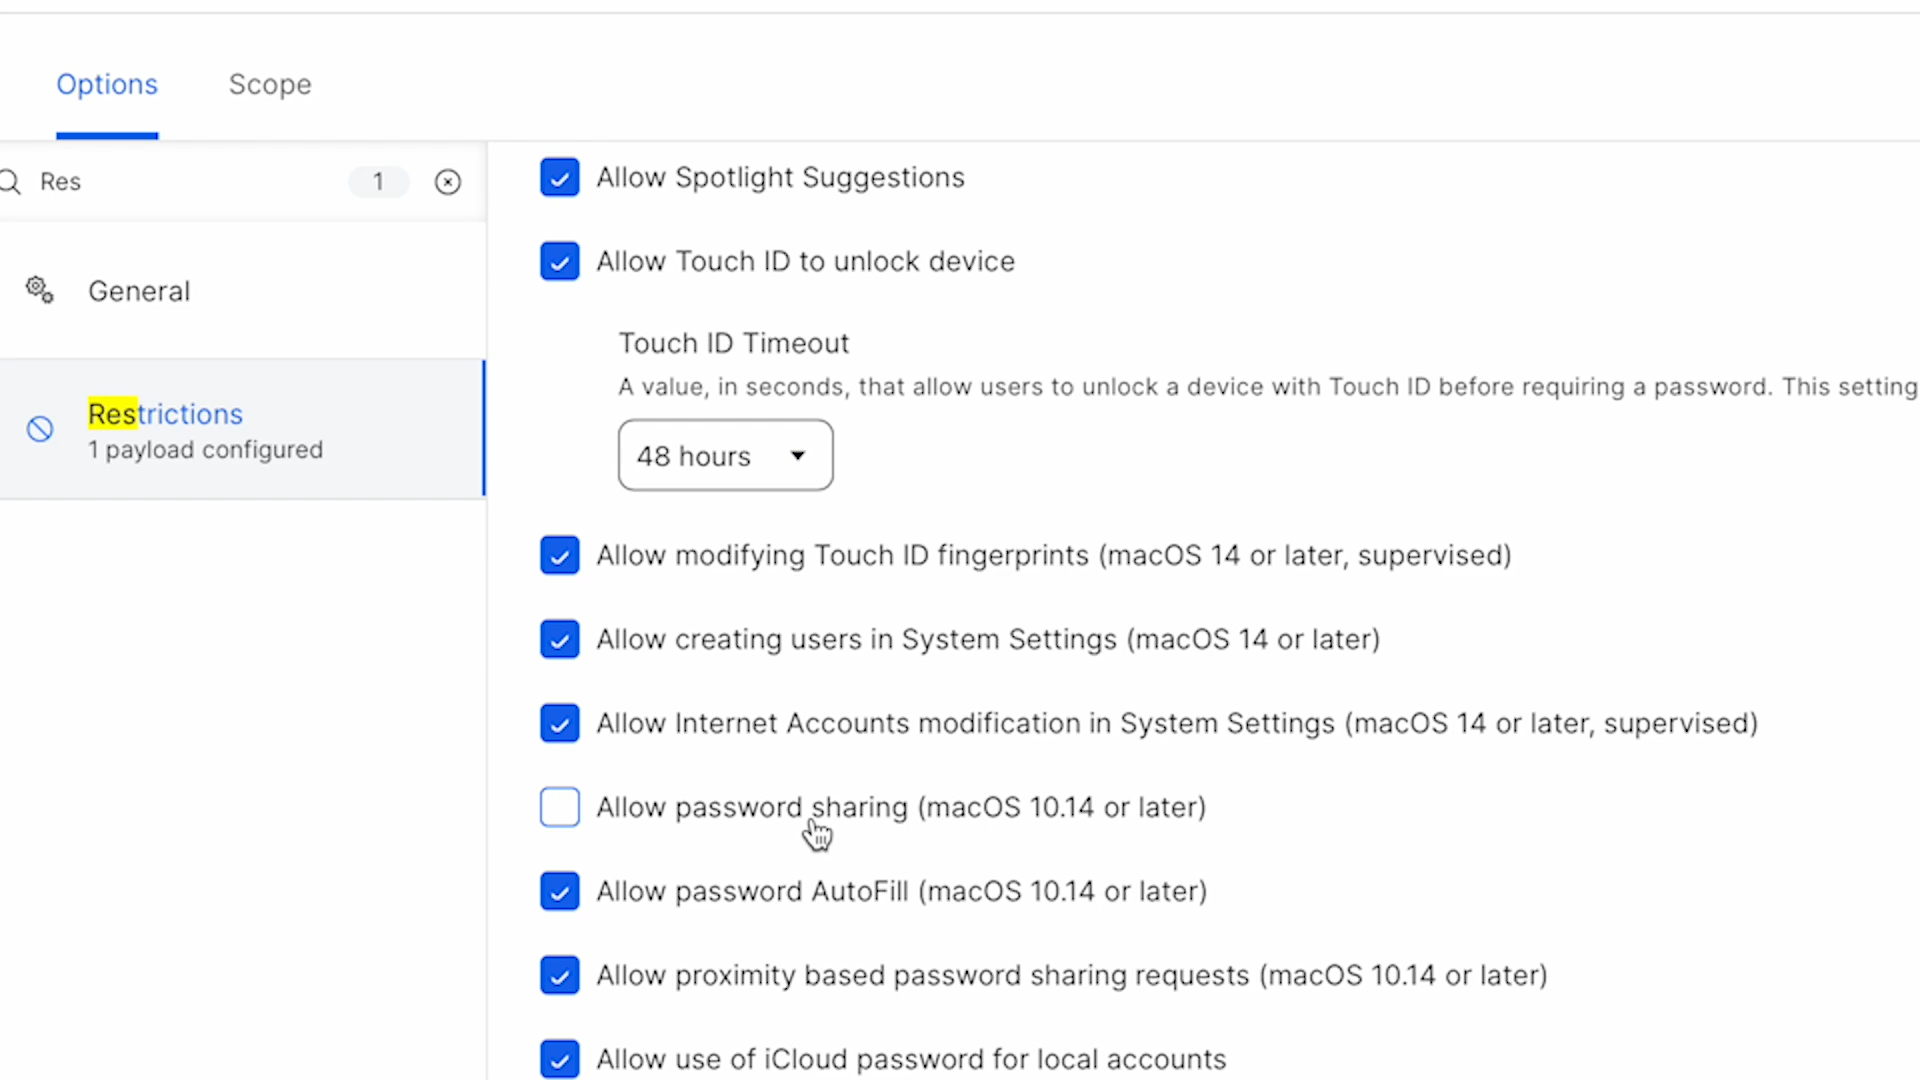 Options
Scope
Res
1
General
Restrictions
1 payload configured
Allow Spotlight Suggestions
Allow Touch ID to unlock device
Touch ID Timeout
A value, in seconds, that allow users to unlock a device with Touch ID before requiring a password. This setting
48 hours
Allow modifying Touch ID fingerprints (macOS 14 or later, supervised)
Allow creating users in System Settings (macOS 14 or later)
Allow Internet Accounts modification in System Settings (macOS 14 or later, supervised)
Allow password sharing (macOS 10.14 or later)
Allow password AutoFill (macOS 10.14 or later)
Allow proximity based password sharing requests (macOS 10.14 or later)
Allow use of iCloud password for local accounts